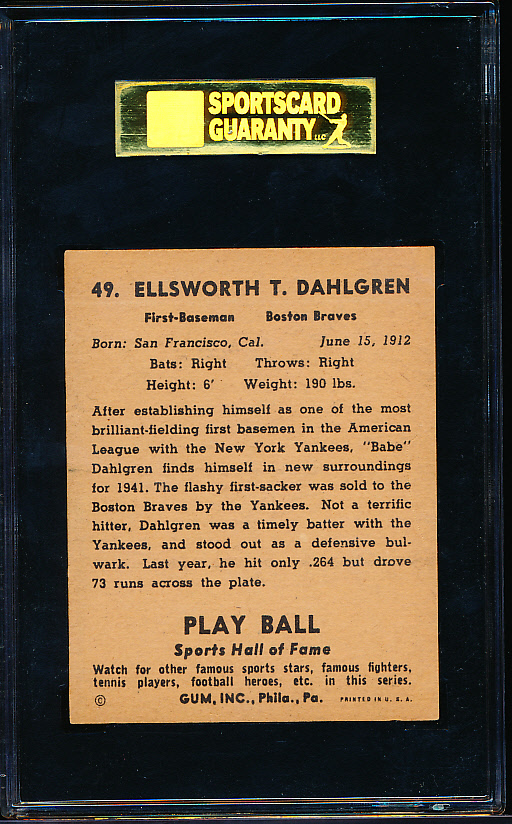 SPORTSCARD
GUARANTY LLC
49. ELLSWORTH T. DAHLGREN
First-Baseman Boston Braves
Born: San Francisco, Cal. June 15, 1912
Bats: Right Throws: Right
Height: 6' Weight: 190 lbs.
After establishing himself as one of the most
brilliant-fielding first basemen in the American
League with the New York Yankees, "Babe"
Dahlgren finds himself in new surroundings
for 1941. The flashy first-sacker was sold to the
Boston Braves by the Yankees. Not a terrific
hitter, Dahlgren was a timely batter with the
Yankees, and stood out as a defensive bul-
wark. Last year, he hit only .264 but drove
73 runs across the plate.
PLAY BALL
Sports Hall of Fame
Watch for other famous sports stars, famous fighters,
tennis players, football heroes, etc. in this series.
© GUM, INC., Phila., Pa. PRINTED IN U. S. A.